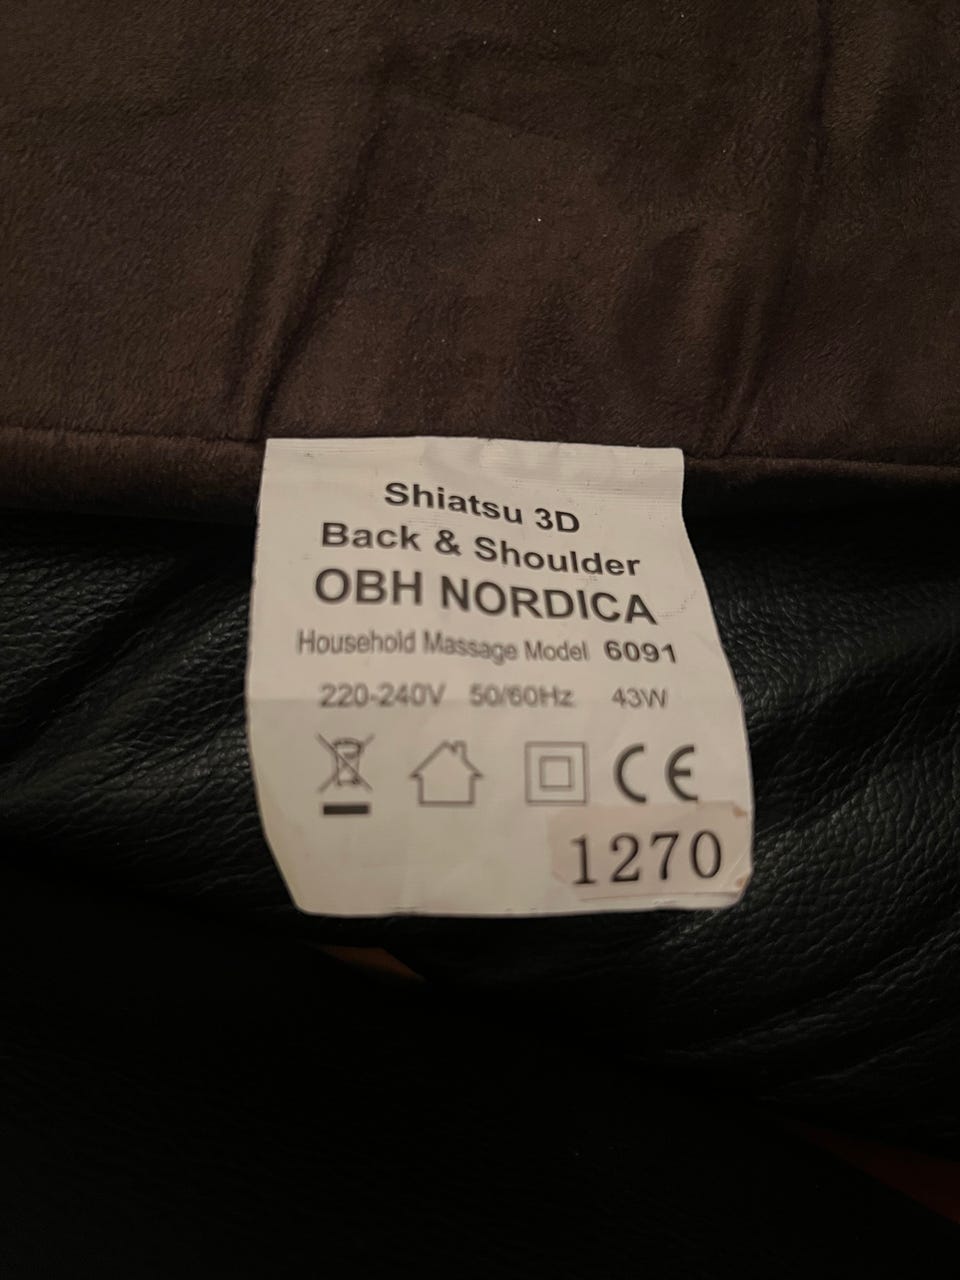 Shiatsu 3D
Back & Shoulder
OBH NORDICA
Household Massage Model 6091
220-240V 50/60Hz 43W
CE
1270